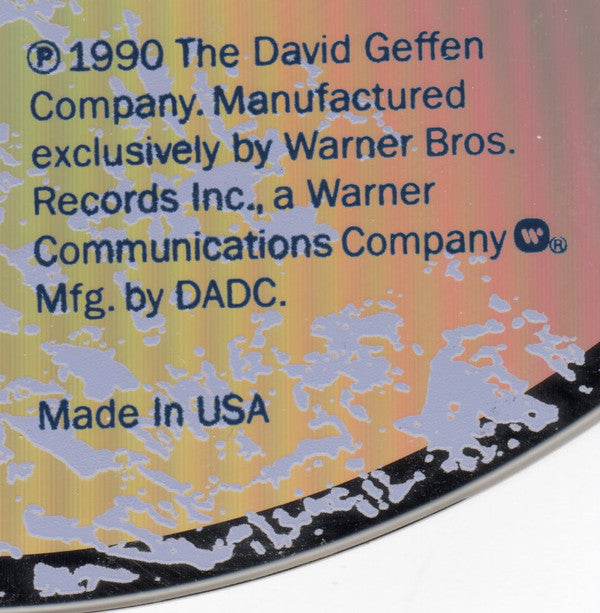 ℗ 1990 The David Geffen
Company. Manufactured
exclusively by Warner Bros.
Records Inc., a Warner
Communications Company ®
Mfg. by DADC.
Made In USA